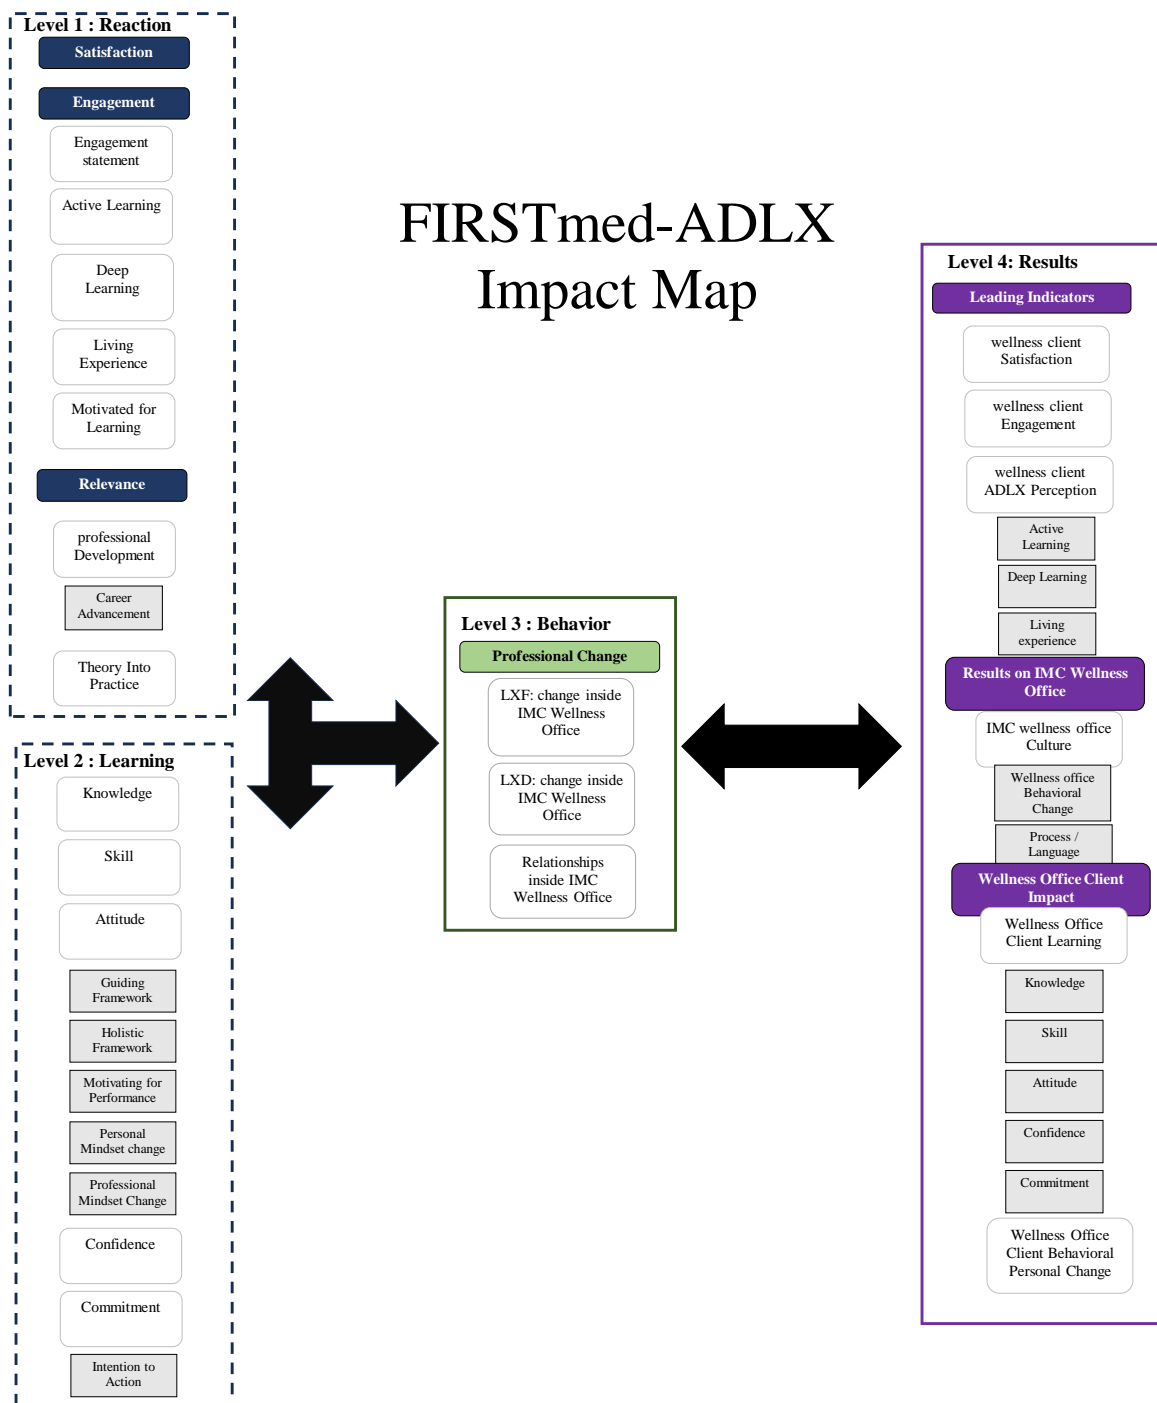 Level 1 : Reaction
Satisfaction
Engagement
Engagement
statement
Active Learning
Deep
Learning
Living
Experience
Motivated for
Learning
Relevance
professional
Development
Career
Advancement
Theory Into
Practice
Level 2 : Learning
Knowledge
Skill
Attitude
Guiding
Framework
Holistic
Framework
Motivating for
Performance
Personal
Mindset change
Professional
Mindset Change
Confidence
Commitment
Intention to
Action
FIRSTmed-ADLX
Impact Map
Level 3 : Behavior
Professional Change
LXF: change inside
IMC Wellness
Office
LXD: change inside
IMC Wellness
Office
Relationships
inside IMC
Wellness Office
Level 4: Results
Leading Indicators
wellness client
Satisfaction
wellness client
Engagement
wellness client
ADLX Perception
Active
Learning
Deep Learning
Living
experience
Results on IMC Wellness
Office
IMC wellness office
Culture
Wellness office
Behavioral
Change
Process /
Language
Wellness Office Client
Impact
Wellness Office
Client Learning
Knowledge
Skill
Attitude
Confidence
Commitment
Wellness Office
Client Behavioral
Personal Change